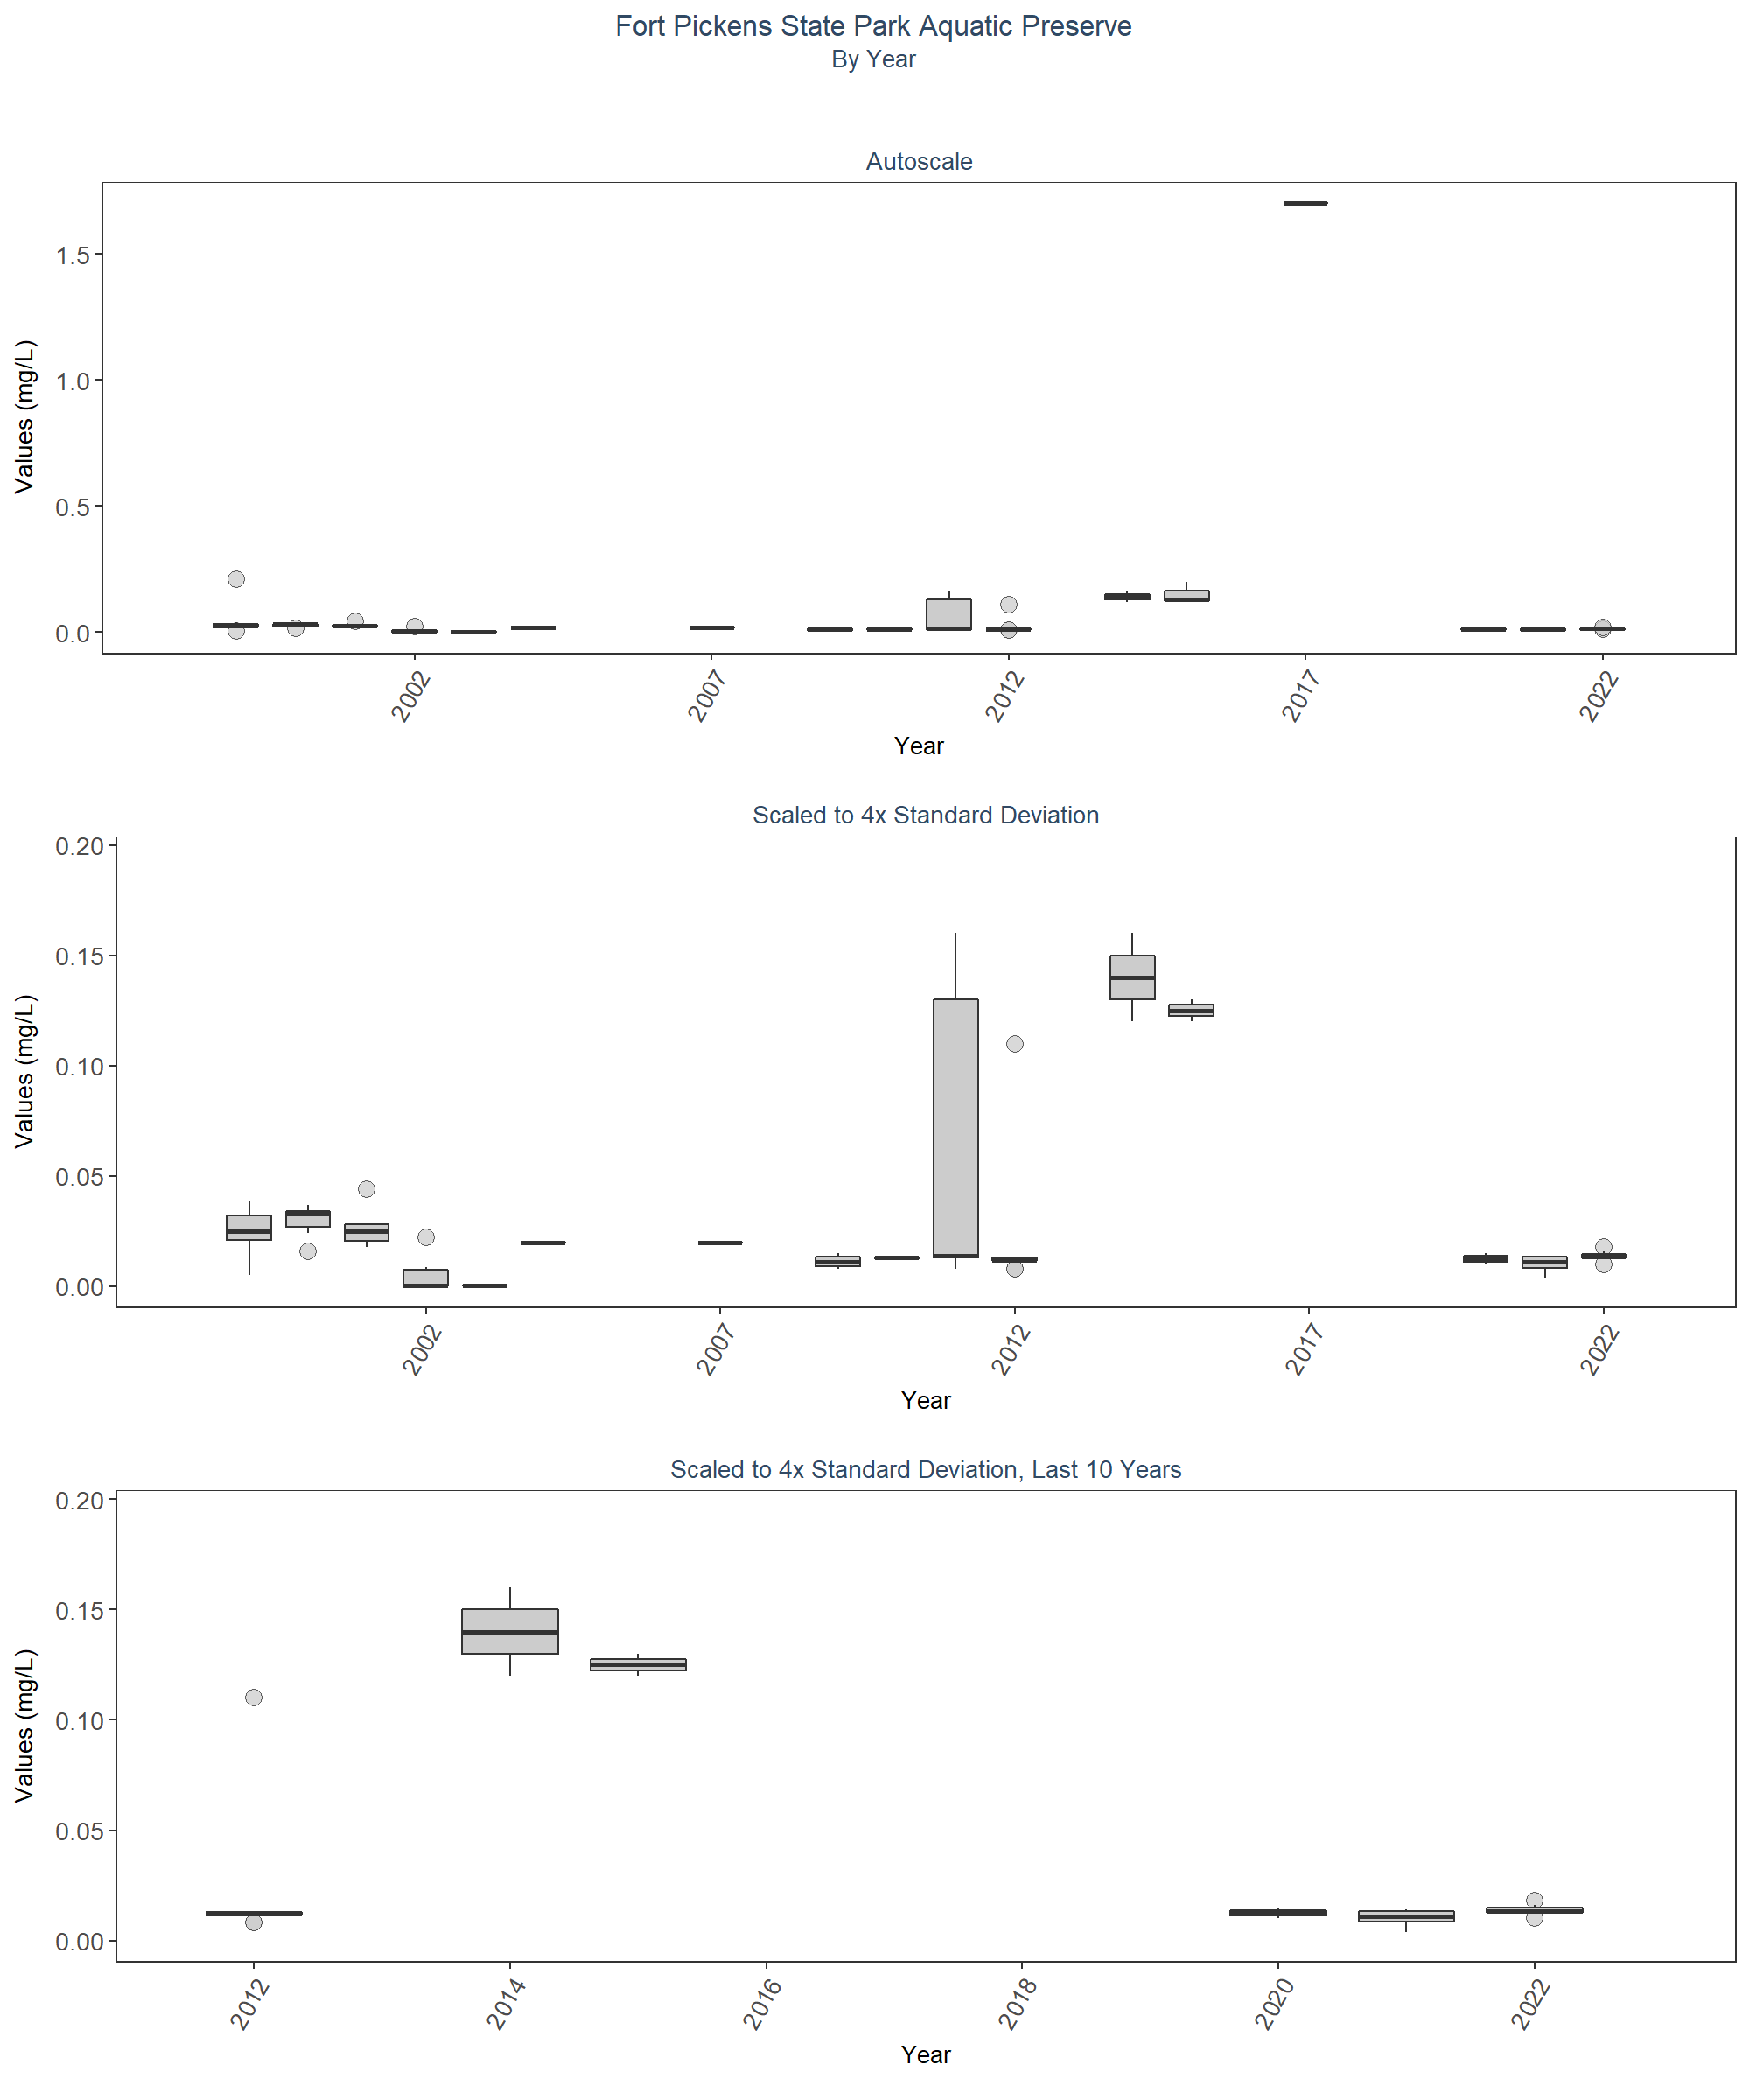 Fort Pickens State Park Aquatic Preserve
By Year
Autoscale
Values (mg/L)
1.5
1.0
0.5
0.0
2002
2007
2012
2017
2022
Year
Scaled to 4x Standard Deviation
Values (mg/L)
0.20
0.15
0.10
0.05
0.00
2002
2007
2012
2017
2022
Year
Scaled to 4x Standard Deviation, Last 10 Years
Values (mg/L)
0.20
0.15
0.10
0.05
0.00
2012
2014
2016
2018
2020
2022
Year